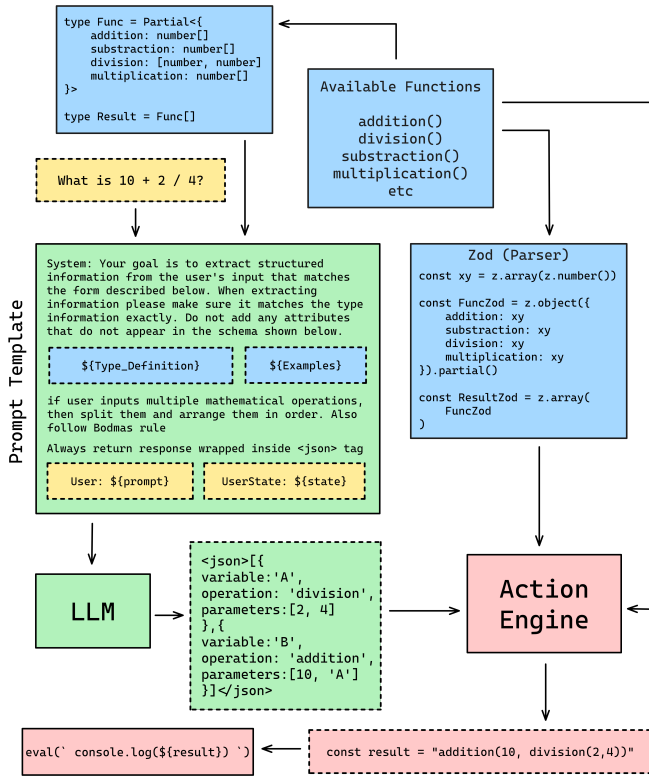 type Func = Partial<{
addition: number[]
substraction: number[]
division: [number, number]
multiplication: number[]
}>
type Result = Func[]
Available Functions
addition()
division()
substraction()
multiplication()
etc
What is 10 + 2 / 4?
Prompt Template
System: Your goal is to extract structured
information from the user's input that matches
the form described below. When extracting
information please make sure it matches the type
information exactly. Do not add any attributes
that do not appear in the schema shown below.
${Type_Definition}
${Examples}
if user inputs multiple mathematical operations,
then split them and arrange them in order. Also
follow Bodmas rule
Always return response wrapped inside <json> tag
User: ${prompt}
UserState: ${state}
Zod (Parser)
const xy = z.array(z.number())
const FuncZod = z.object({
addition: xy
substraction: xy
division: xy
multiplication: xy
}).partial()
const ResultZod = z.array(
FuncZod
)
LLM
<json>[{
variable:'A',
operation: 'division',
parameters:[2, 4]
},{
variable:'B',
operation: 'addition',
parameters:[10, 'A']
}]</json>
Action
Engine
const result = "addition(10, division(2,4))"
eval(` console.log(${result}) `)